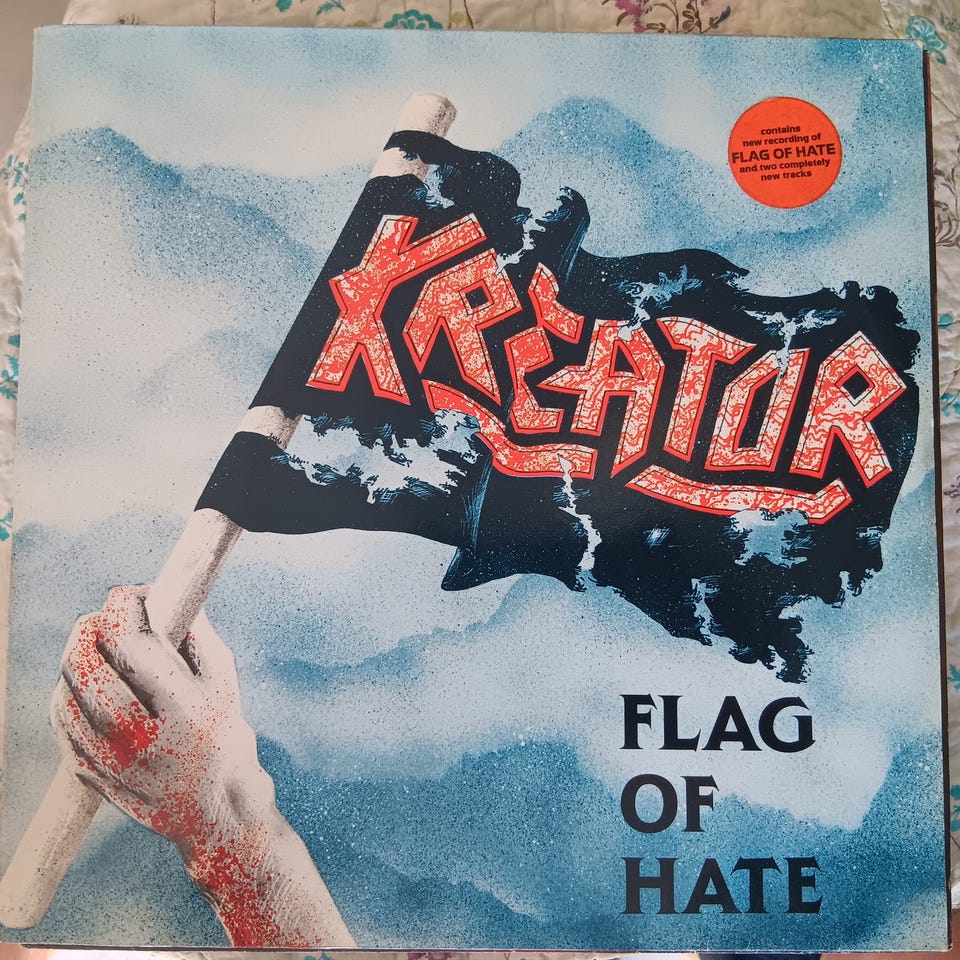 contains
new recording of
FLAG OF HATE
and two completely
new tracks
KREATOR
FLAG
OF
HATE